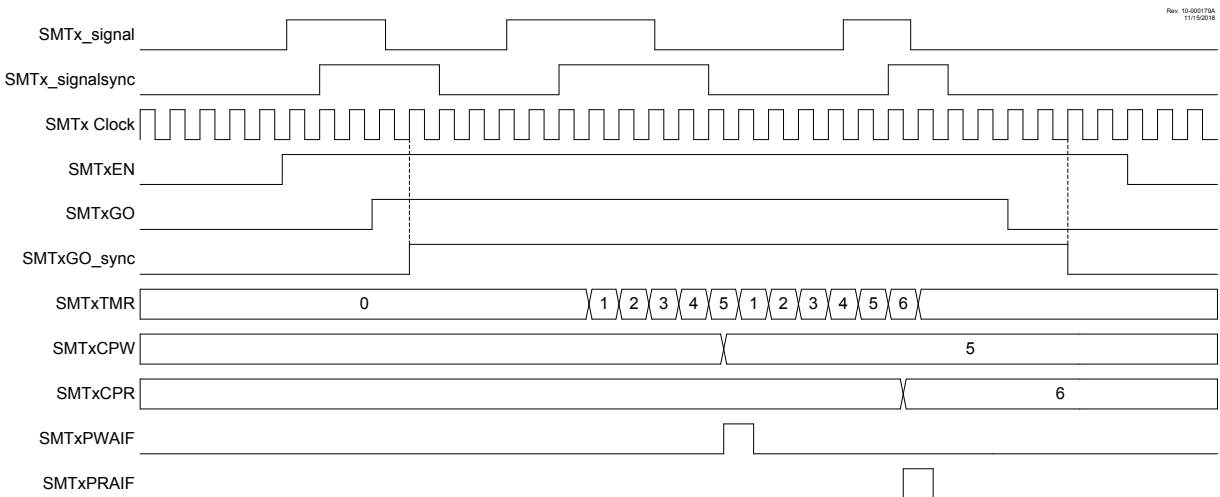 Rev. 10-000179A
11/15/2018
SMTx_signal
SMTx_signalsync
SMTx Clock
SMTxEN
SMTxGO
SMTxGO_sync
SMTxTMR 0 1 2 3 4 5 1 2 3 4 5 6
SMTxCPW 5
SMTxCPR 6
SMTxPWAIF
SMTxPRAIF